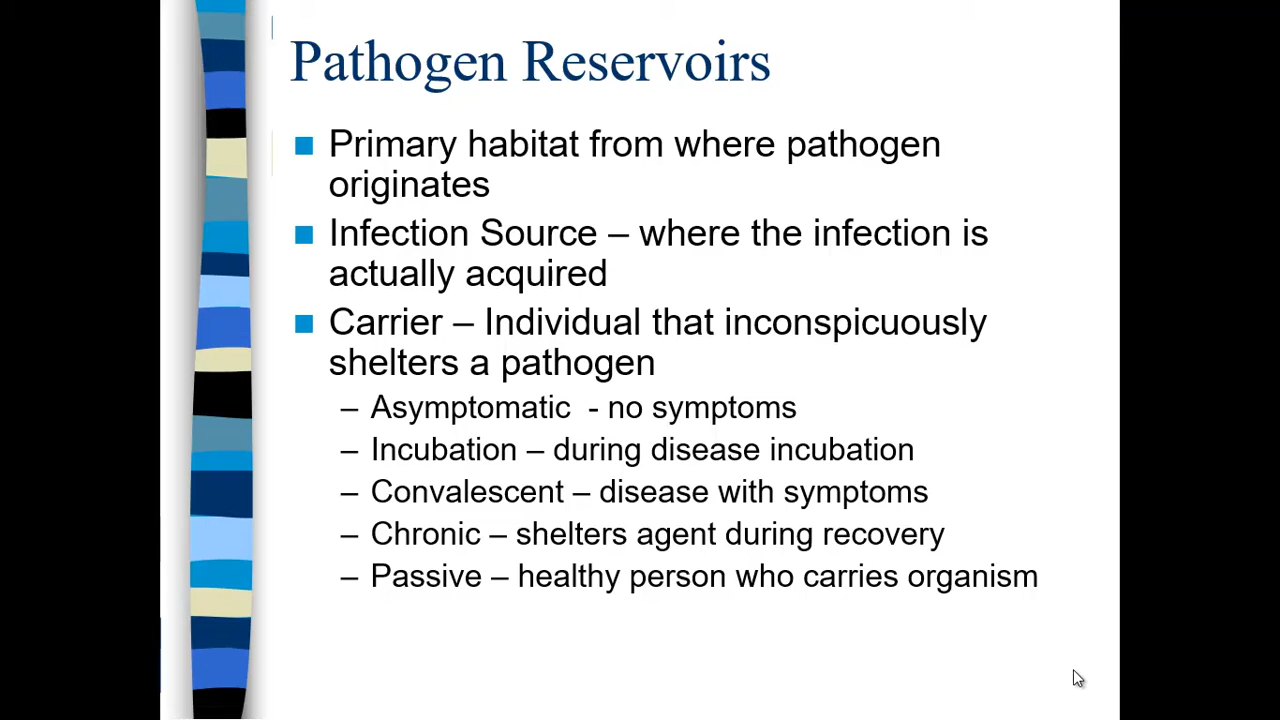 Pathogen Reservoirs
Primary habitat from where pathogen
originates
Infection Source – where the infection is
actually acquired
Carrier – Individual that inconspicuously
shelters a pathogen
– Asymptomatic  - no symptoms
– Incubation – during disease incubation
– Convalescent – disease with symptoms
– Chronic – shelters agent during recovery
– Passive – healthy person who carries organism